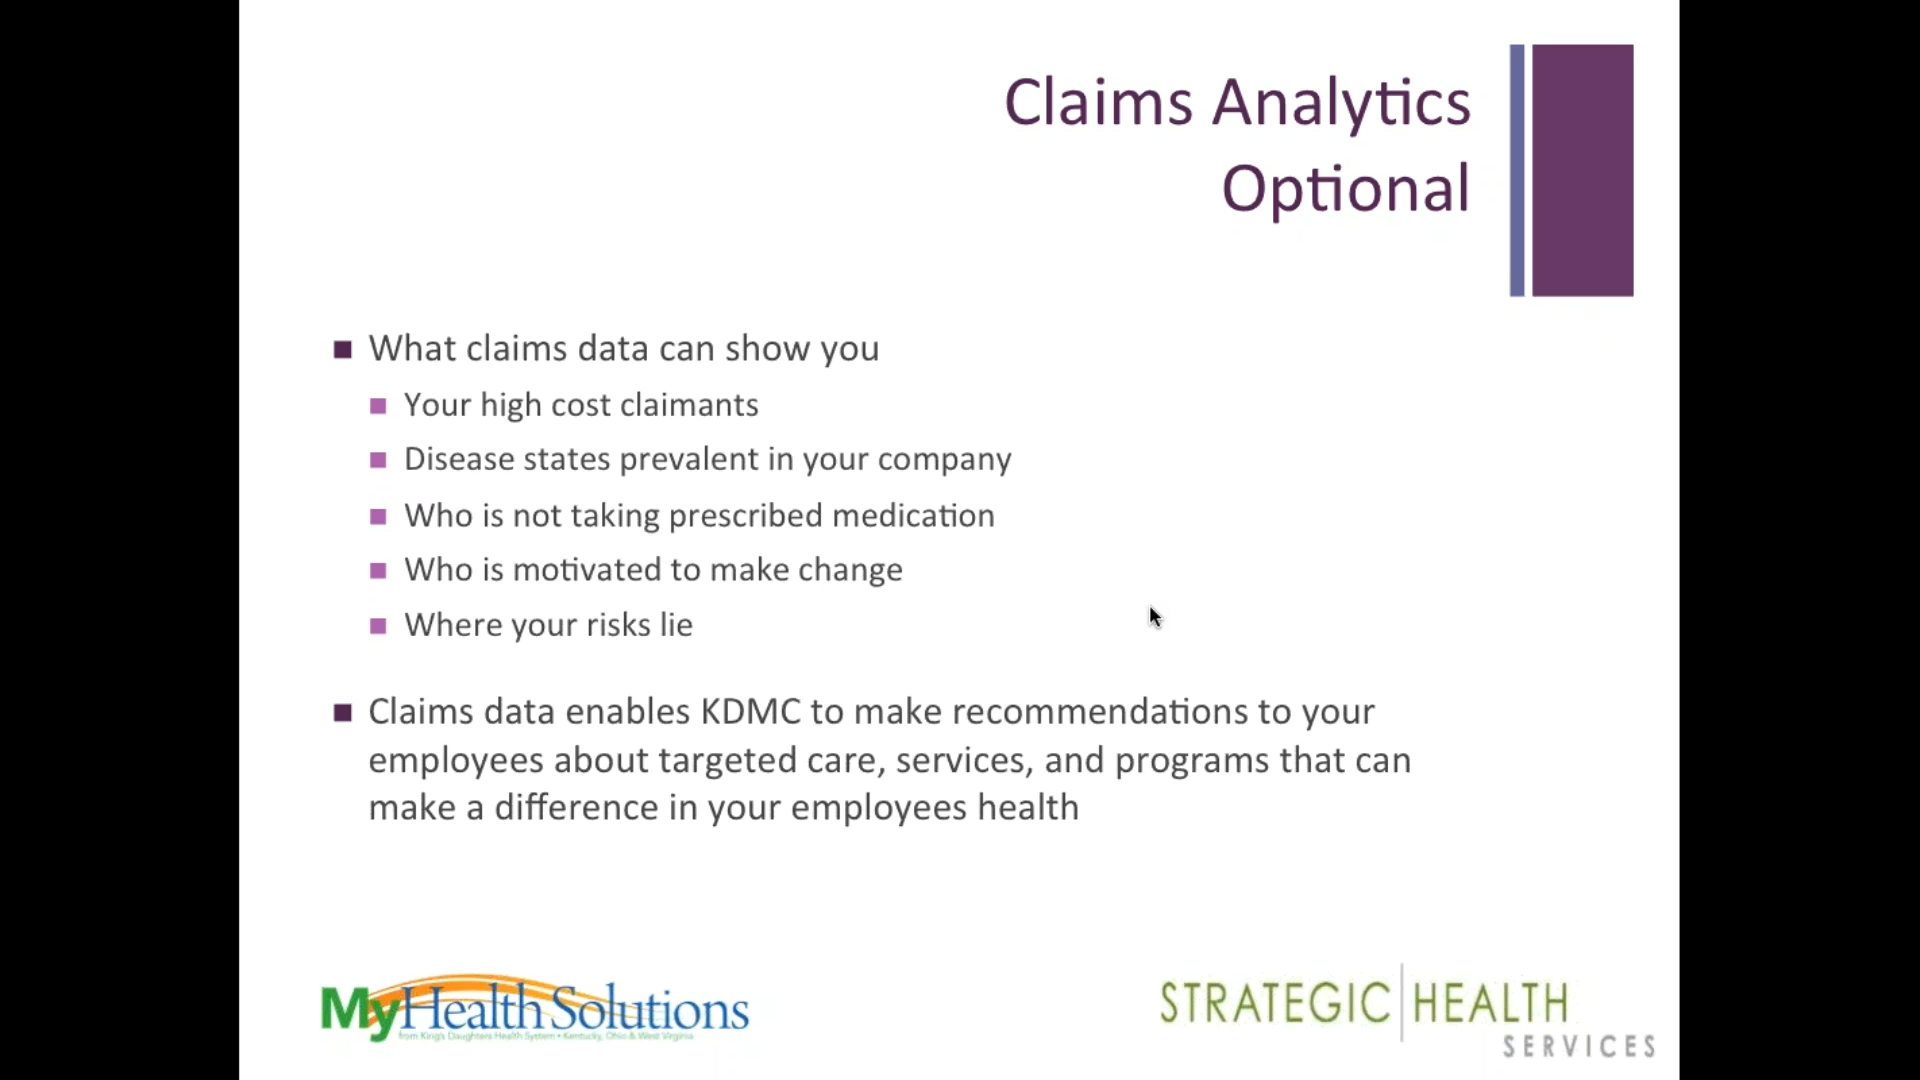 Claims Analytics
Optional
What claims data can show you
Your high cost claimants
Disease states prevalent in your company
Who is not taking prescribed medication
Who is motivated to make change
Where your risks lie
Claims data enables KDMC to make recommendations to your
employees about targeted care, services, and programs that can
make a difference in your employees health
MyHealth Solutions
from King's Daughters Health System • Kentucky, Ohio & West Virginia
STRATEGIC HEALTH
SERVICES